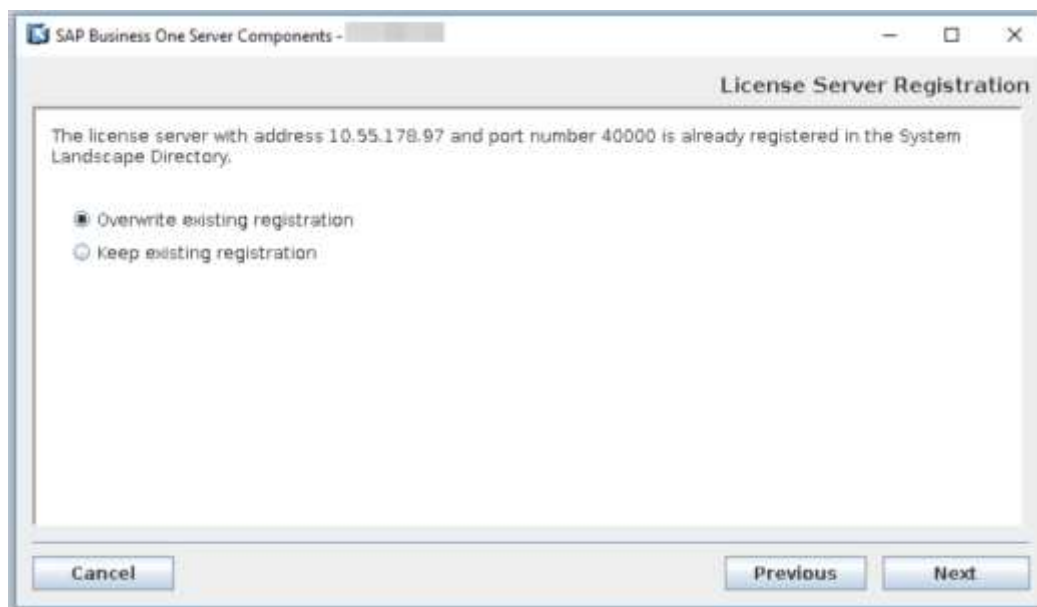 SAP Business One Server Components -
License Server Registration
The license server with address 10.55.178.97 and port number 40000 is already registered in the System
Landscape Directory.
Overwrite existing registration
Keep existing registration
Cancel
Previous
Next